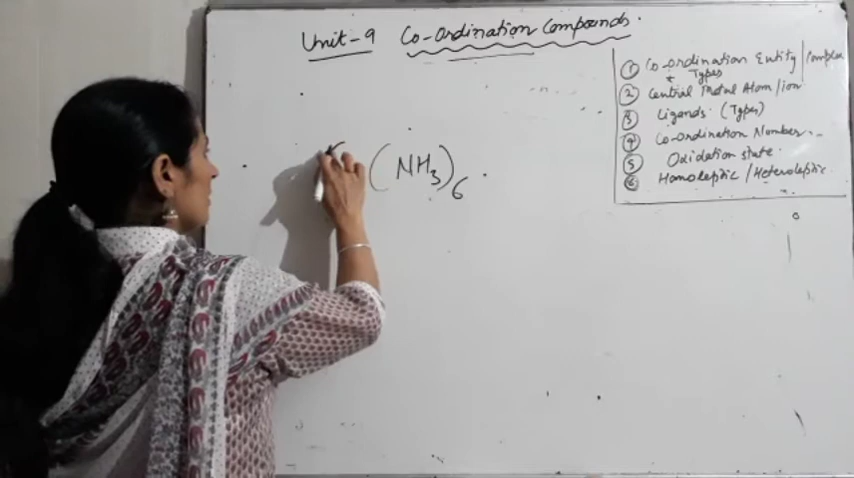 Unit-9 Co-ordination Compounds.
① Co-ordination Entity/Complex
& Types
② Central Metal Atom/ion
③ Ligands. (Types)
④ Co-ordination Number.
⑤ Oxidation state.
⑥ Homoleptic/Heteroleptic
(NH₃)₆